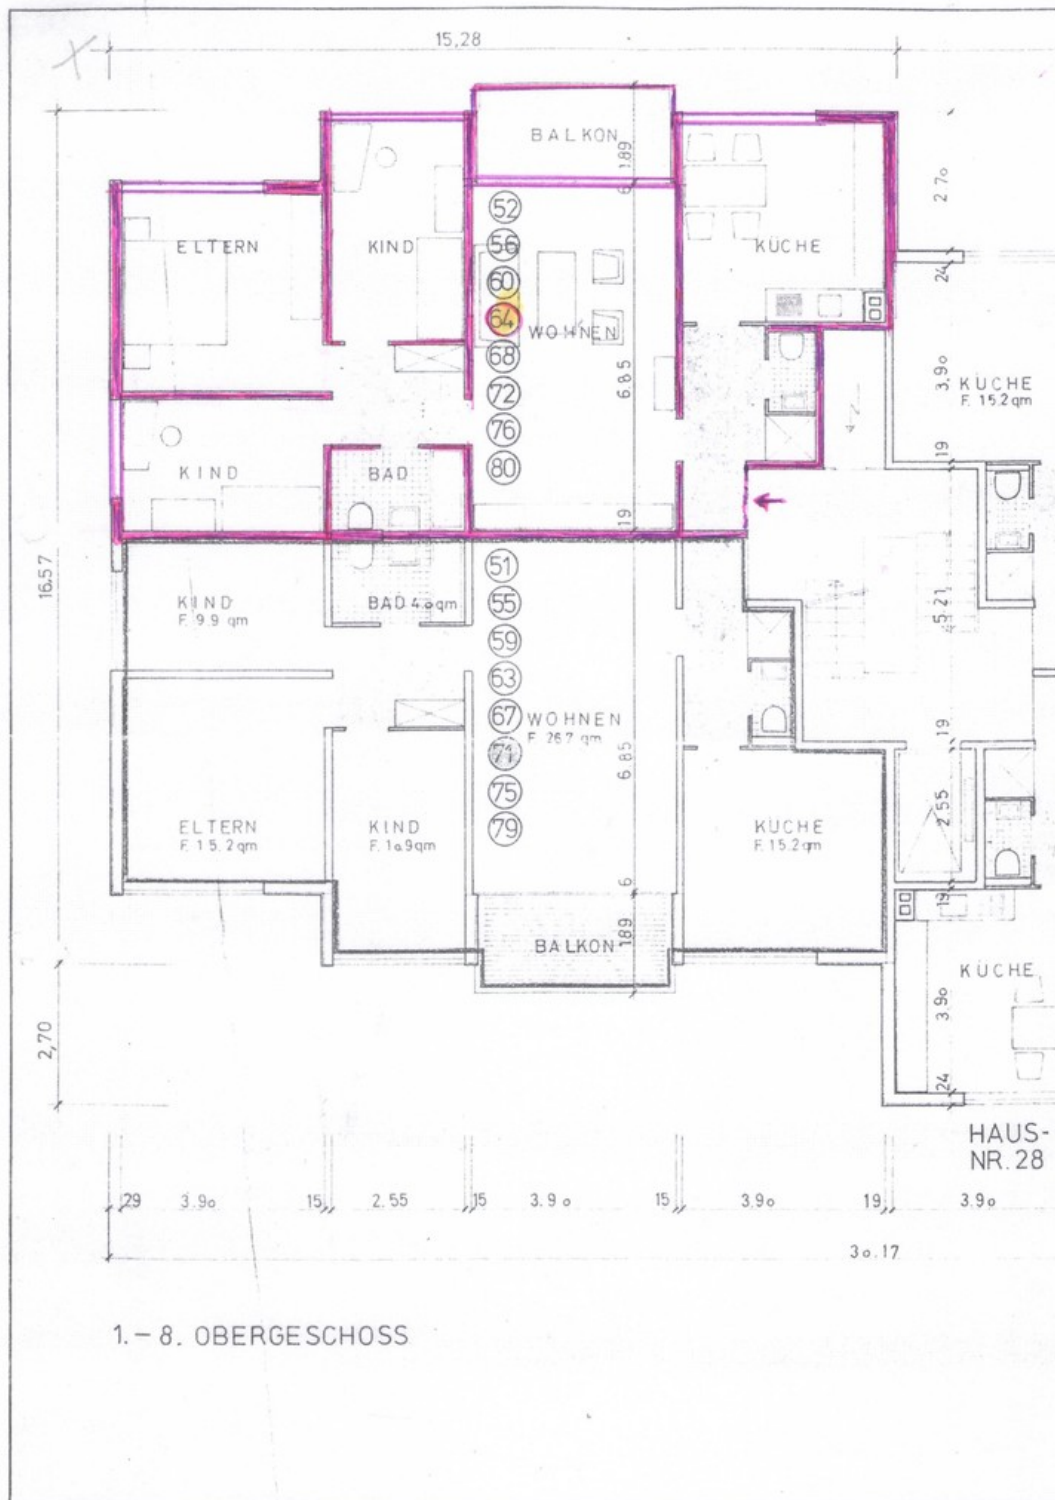 15,28
BALKON
1.89
6
2.70
ELTERN
KIND
KÜCHE
52
56
60
64
68
72
76
80
WOHNEN
6.85
24
3.90
KÜCHE
F. 15.2 qm
KIND
BAD
19
19
16.57
51
55
59
63
67
71
75
79
KIND
F. 9.9 qm
BAD 4.0 qm
5.21
WOHNEN
F. 26.7 qm
6.85
19
2.55
ELTERN
F. 15.2 qm
KIND
F. 10.9 qm
KÜCHE
F. 15.2 qm
6
19
BALKON
1.89
KÜCHE
3.90
24
2,70
HAUS-
NR. 28
29 3.90 15 2.55 15 3.90 15 3.90 19 3.90
30.17
1.– 8. OBERGESCHOSS